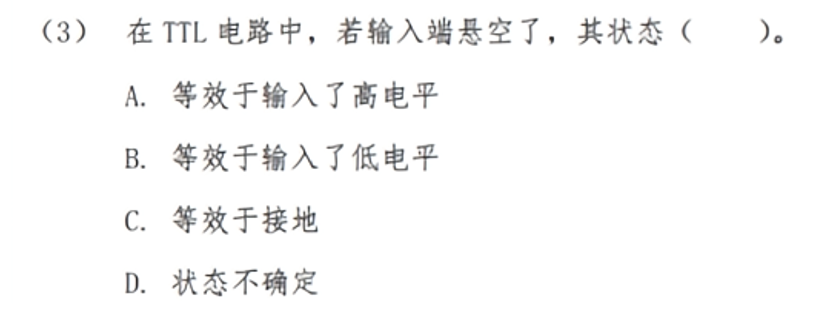 （3） 在 TTL 电路中，若输入端悬空了，其状态（    ）。
A. 等效于输入了高电平
B. 等效于输入了低电平
C. 等效于接地
D. 状态不确定